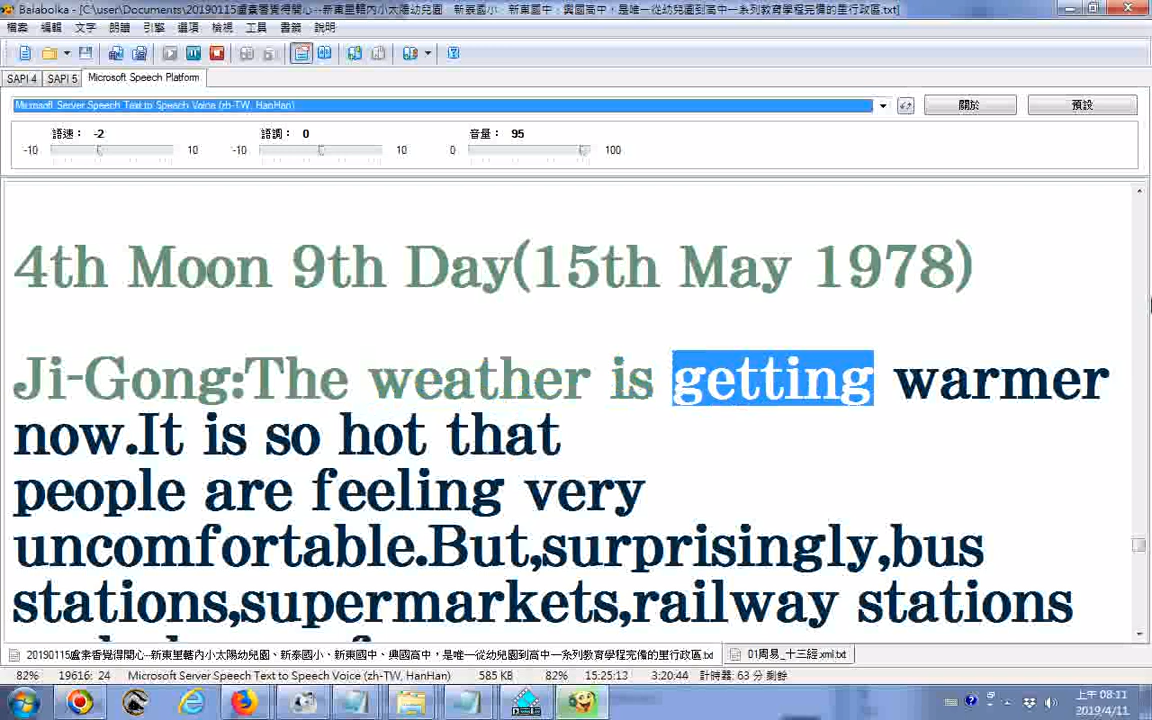 Balabolka - [C:\user\Documents\20190115盧素香覺得開心--新東里轄內小太陽幼兒園、新泰國小、新東國中、興國高中，是唯一從幼兒園到高中一系列教育學程完備的里行政區.txt]
檔案 編輯 文字 朗讀 引擎 選項 檢視 工具 書籤 說明
SAPI 4 SAPI 5 Microsoft Speech Platform
Microsoft Server Speech Text to Speech Voice (zh-TW, HanHan) 關於 預設
語速： -2 語調： 0 音量： 95
-10 10 -10 10 0 100
4th Moon 9th Day(15th May 1978)
Ji-Gong:The weather is getting warmer
now.It is so hot that
people are feeling very
uncomfortable.But,surprisingly,bus
stations,supermarkets,railway stations
20190115盧素香覺得開心--新東里轄內小太陽幼兒園、新泰國小、新東國中、興國高中，是唯一從幼兒園到高中一系列教育學程完備的里行政區.txt 01周易_十三經.xml.txt
82% 19616: 24 Microsoft Server Speech Text to Speech Voice (zh-TW, HanHan) 585 KB 82% 15:25:13 3:20:44 計時器: 63 分 剩餘
上午 08:11
2019/4/11